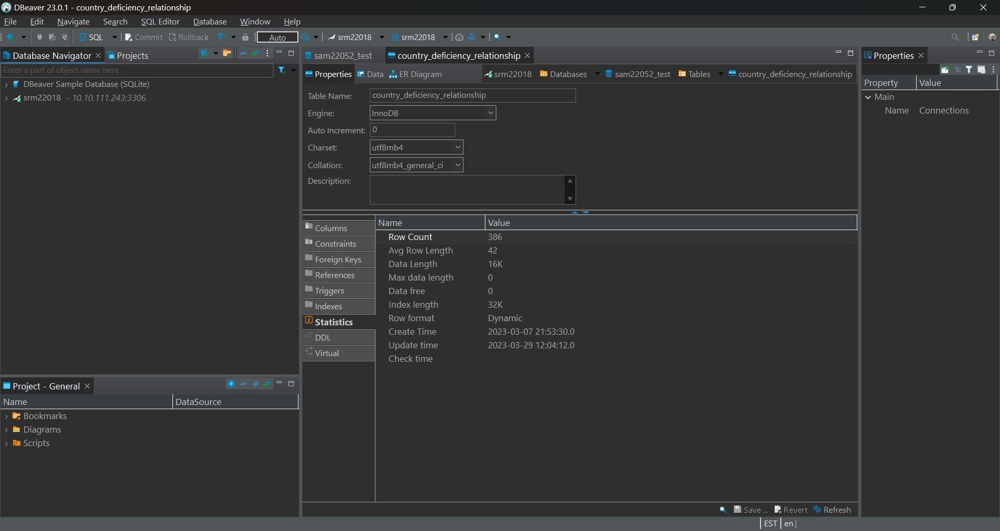 DBeaver 23.0.1 - country_deficiency_relationship
File Edit Navigate Search SQL Editor Database Window Help
SQL Commit Rollback Auto srm22018 srm22018
Database Navigator Projects
Enter a part of object name here
DBeaver Sample Database (SQLite)
srm22018 - 10.10.111.243:3306
Project - General
Name DataSource
Bookmarks
Diagrams
Scripts
sam22052_test country_deficiency_relationship
Properties Data ER Diagram srm22018 Databases sam22052_test Tables country_deficiency_relationship
Table Name: country_deficiency_relationship
Engine: InnoDB
Auto Increment: 0
Charset: utf8mb4
Collation: utf8mb4_general_ci
Description:
Columns
Constraints
Foreign Keys
References
Triggers
Indexes
Statistics
DDL
Virtual
Name Value
Row Count 386
Avg Row Length 42
Data Length 16K
Max data length 0
Data free 0
Index length 32K
Row format Dynamic
Create Time 2023-03-07 21:53:30.0
Update time 2023-03-29 12:04:12.0
Check time
Save ... Revert Refresh
Properties
Property Value
Main
Name Connections
EST en